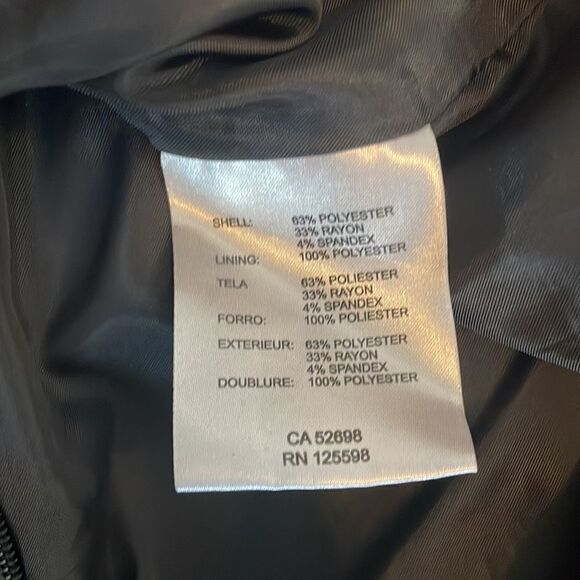 SHELL: 63% POLYESTER
33% RAYON
4% SPANDEX
LINING: 100% POLYESTER
TELA 63% POLIESTER
33% RAYON
4% SPANDEX
FORRO: 100% POLIESTER
EXTERIEUR: 63% POLYESTER
33% RAYON
4% SPANDEX
DOUBLURE: 100% POLYESTER
CA 52698
RN 125598